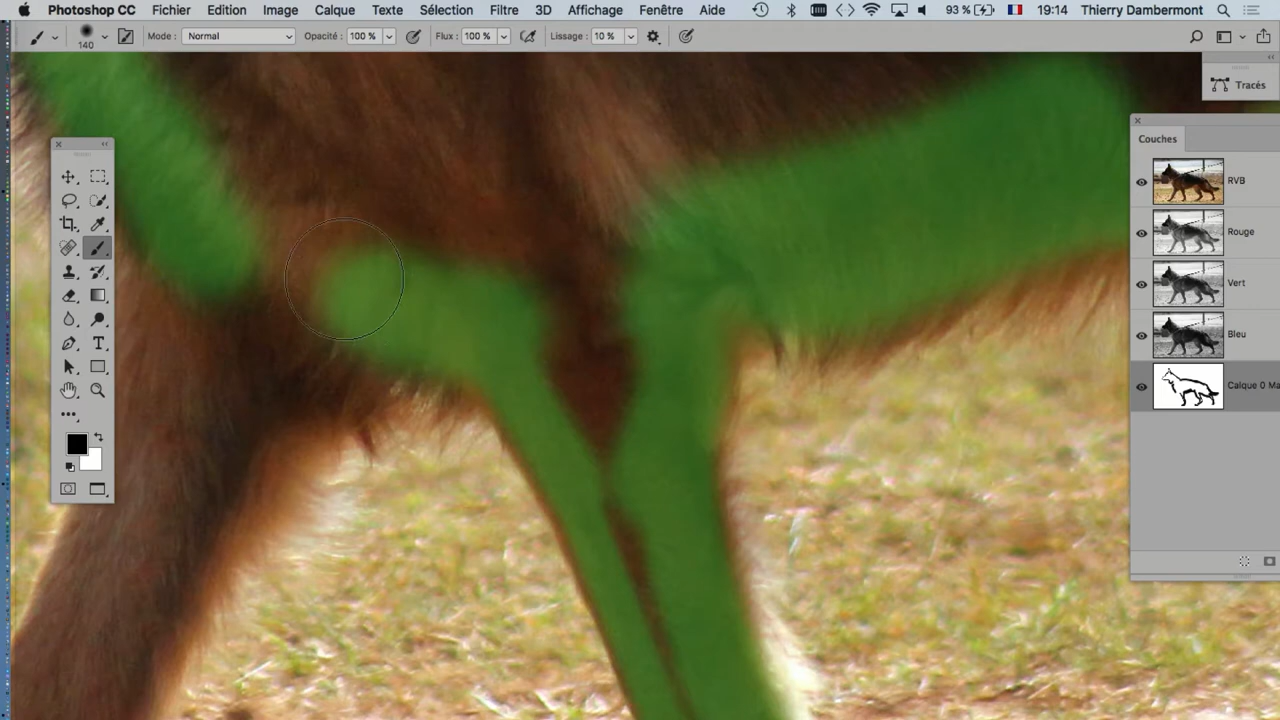 Photoshop CC Fichier Edition Image Calque Texte Sélection Filtre 3D Affichage Fenêtre Aide 93 % 19:14 Thierry Dambermont
140 Mode : Normal Opacité : 100 % Flux : 100 % Lissage : 10 %
Tracés
Couches
RVB
Rouge
Vert
Bleu
Calque 0 Ma